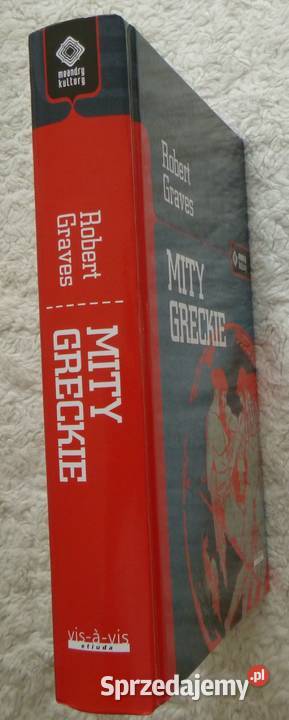 meandry
kultury
Robert
Graves
MITY
GRECKIE
vis-à-vis
etiuda
Robert
Graves
MITY
GRECKIE
Sprzedajemy.pl